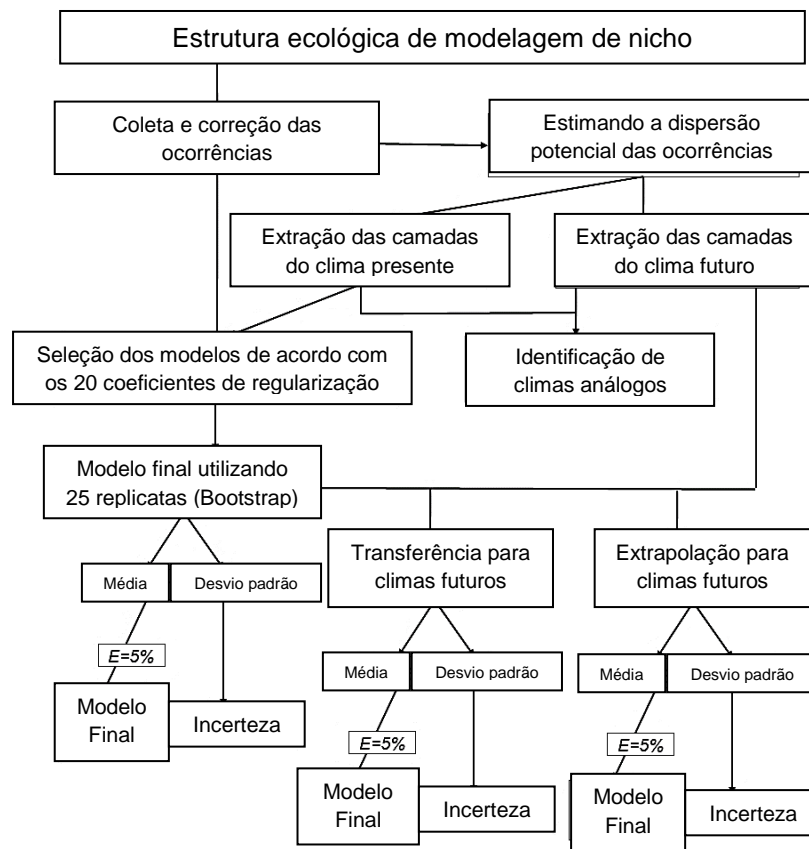 Estrutura ecológica de modelagem de nicho
Coleta e correção das
ocorrências
Estimando a dispersão
potencial das ocorrências
Extração das camadas
do clima presente
Extração das camadas
do clima futuro
Seleção dos modelos de acordo com
os 20 coeficientes de regularização
Identificação de
climas análogos
Modelo final utilizando
25 replicatas (Bootstrap)
Transferência para
climas futuros
Extrapolação para
climas futuros
Média
Desvio padrão
E=5%
Modelo
Final
Incerteza
Média
Desvio padrão
E=5%
Modelo
Final
Incerteza
Média
Desvio padrão
E=5%
Modelo
Final
Incerteza